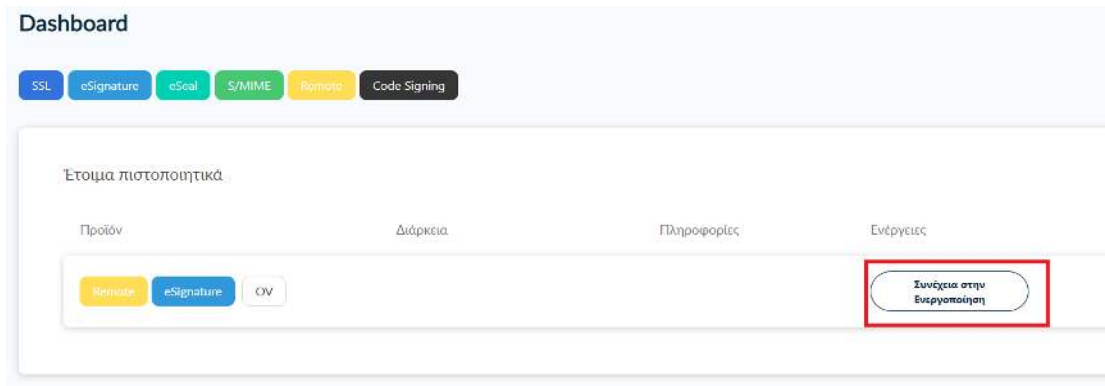 Dashboard
SSL eSignature eSeal S/MIME Remote Code Signing
Έτοιμα πιστοποιητικά
Προϊόν Διάρκεια Πληροφορίες Ενέργειες
Remote eSignature OV Συνέχεια στην
Ενεργοποίηση